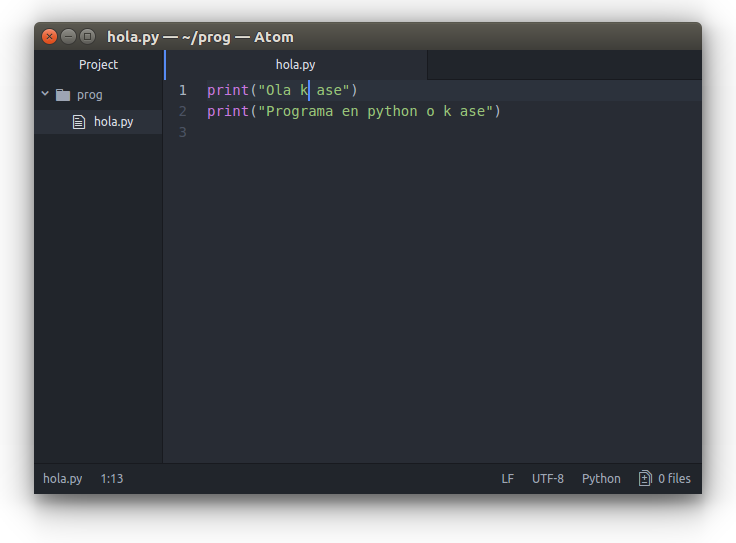 hola.py — ~/prog — Atom
Project
hola.py
prog
hola.py
1 print("Ola k ase")
2 print("Programa en python o k ase")
3
hola.py 1:13 LF UTF-8 Python 0 files